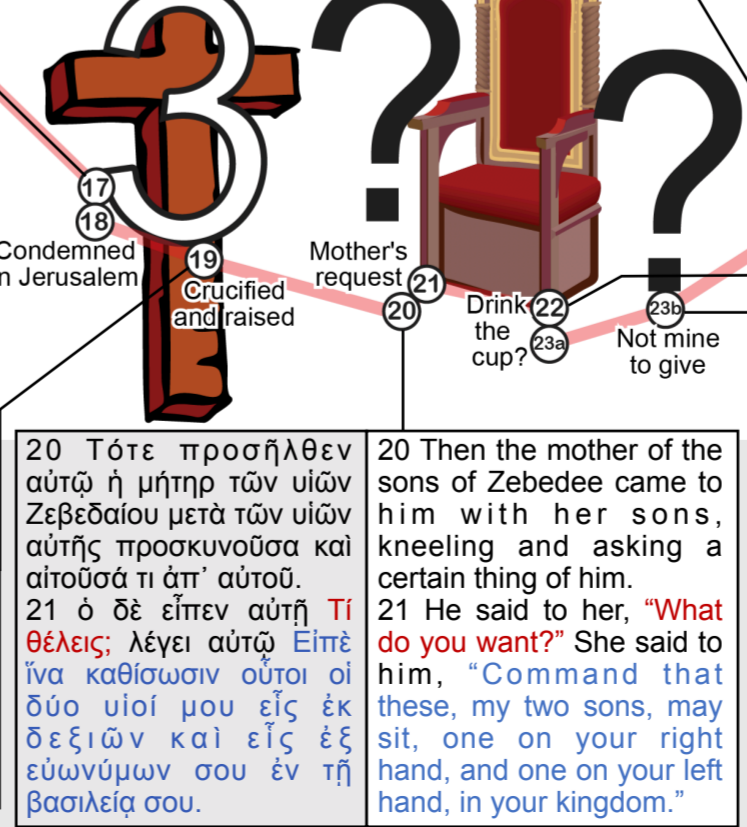 3
?
?
17
18
Condemned
n Jerusalem
19
Crucified
and raised
Mother's
request
21
20
Drink
the
cup?
22
23a
23b
Not mine
to give
20 Τότε προσῆλθεν
αὐτῷ ἡ μήτηρ τῶν υἱῶν
Ζεβεδαίου μετὰ τῶν υἱῶν
αὐτῆς προσκυνοῦσα καὶ
αἰτοῦσά τι ἀπ’ αὐτοῦ.
21 ὁ δὲ εἶπεν αὐτῇ Τί
θέλεις; λέγει αὐτῷ Εἰπὲ
ἵνα καθίσωσιν οὗτοι οἱ
δύο υἱοί μου εἷς ἐκ
δεξιῶν καὶ εἷς ἐξ
εὐωνύμων σου ἐν τῇ
βασιλείᾳ σου.
20 Then the mother of the
sons of Zebedee came to
him with her sons,
kneeling and asking a
certain thing of him.
21 He said to her, “What
do you want?” She said to
him, “Command that
these, my two sons, may
sit, one on your right
hand, and one on your left
hand, in your kingdom.”